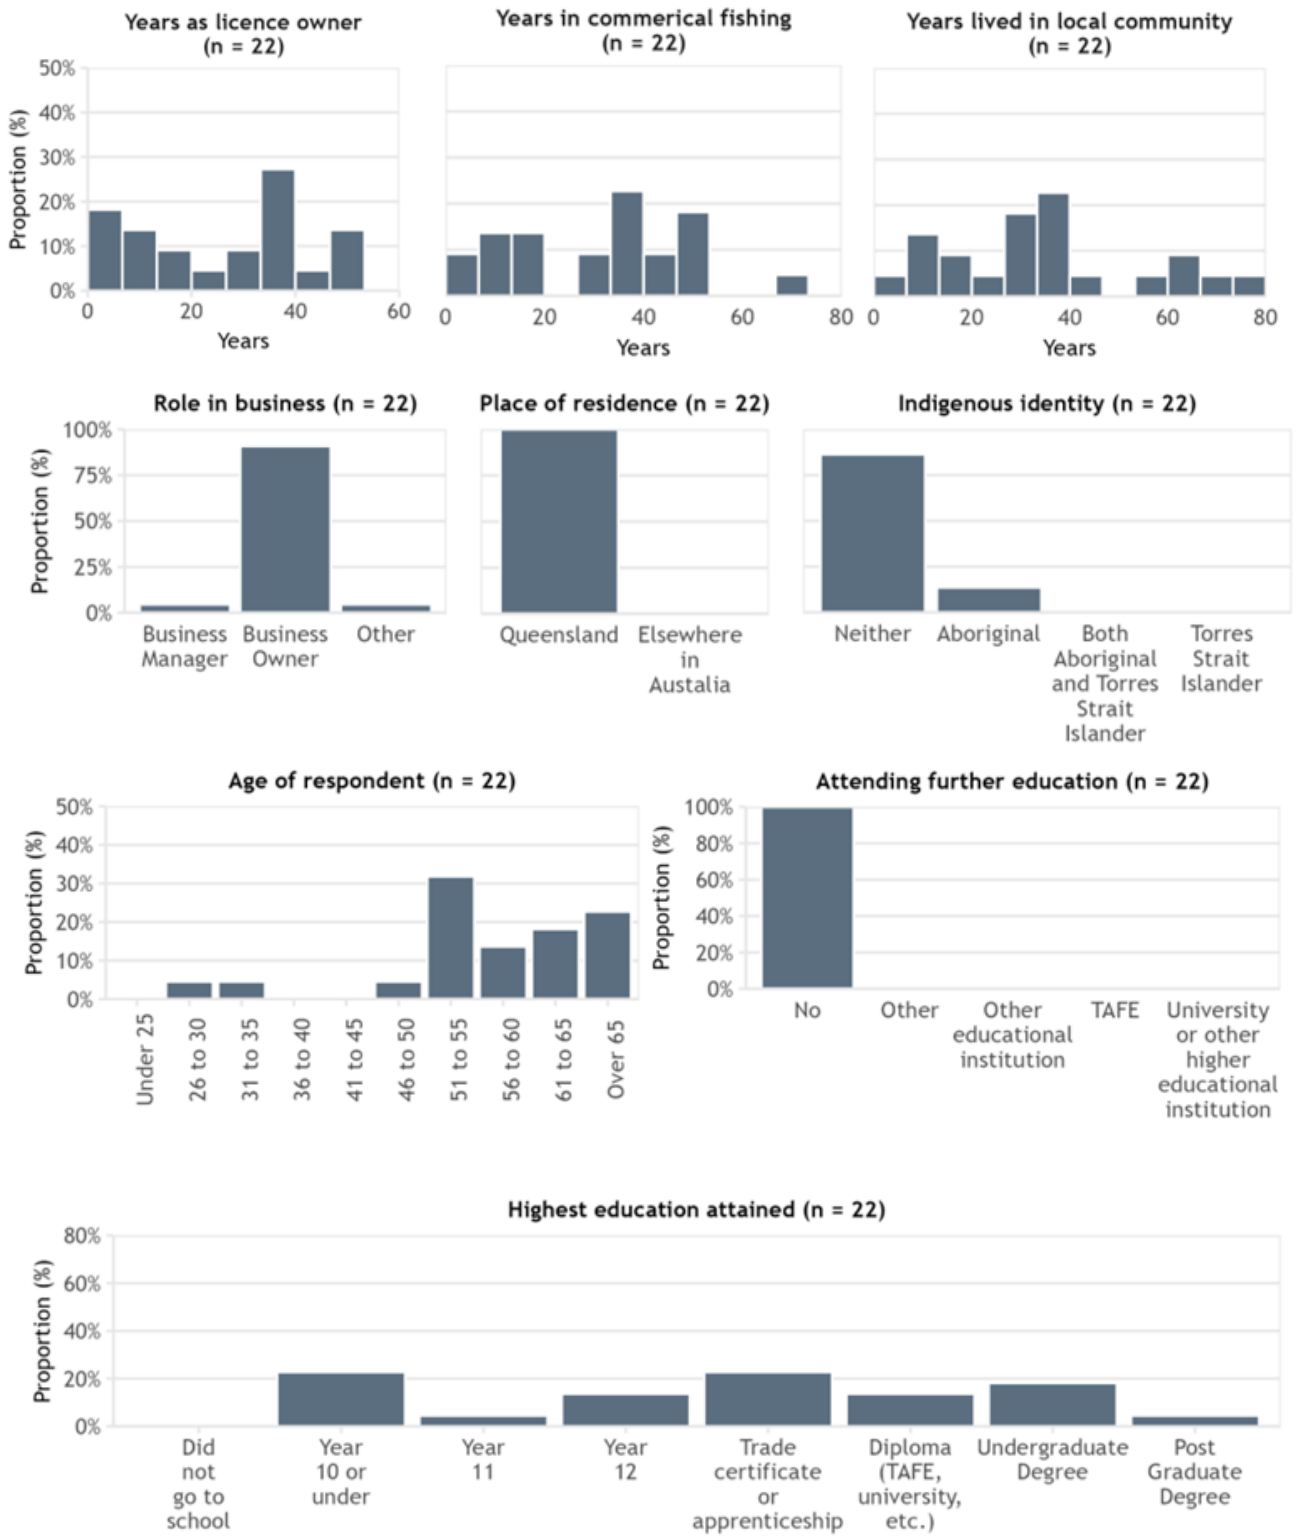 Years as licence owner
(n = 22)
Years in commerical fishing
(n = 22)
Years lived in local community
(n = 22)
Proportion (%)
50%
40%
30%
20%
10%
0%
0 20 40 60
Years
0 20 40 60 80
Years
0 20 40 60 80
Years
Role in business (n = 22)
Place of residence (n = 22)
Indigenous identity (n = 22)
Proportion (%)
100%
75%
50%
25%
0%
Business
Manager
Business
Owner
Other
Queensland
Elsewhere
in
Austalia
Neither
Aboriginal
Both
Aboriginal
and Torres
Strait
Islander
Torres
Strait
Islander
Age of respondent (n = 22)
Proportion (%)
50%
40%
30%
20%
10%
0%
Under 25
26 to 30
31 to 35
36 to 40
41 to 45
46 to 50
51 to 55
56 to 60
61 to 65
Over 65
Attending further education (n = 22)
Proportion (%)
100%
80%
60%
40%
20%
0%
No
Other
Other
educational
institution
TAFE
University
or other
higher
educational
institution
Highest education attained (n = 22)
Proportion (%)
80%
60%
40%
20%
0%
Did
not
go to
school
Year
10 or
under
Year
11
Year
12
Trade
certificate
or
apprenticeship
Diploma
(TAFE,
university,
etc.)
Undergraduate
Degree
Post
Graduate
Degree